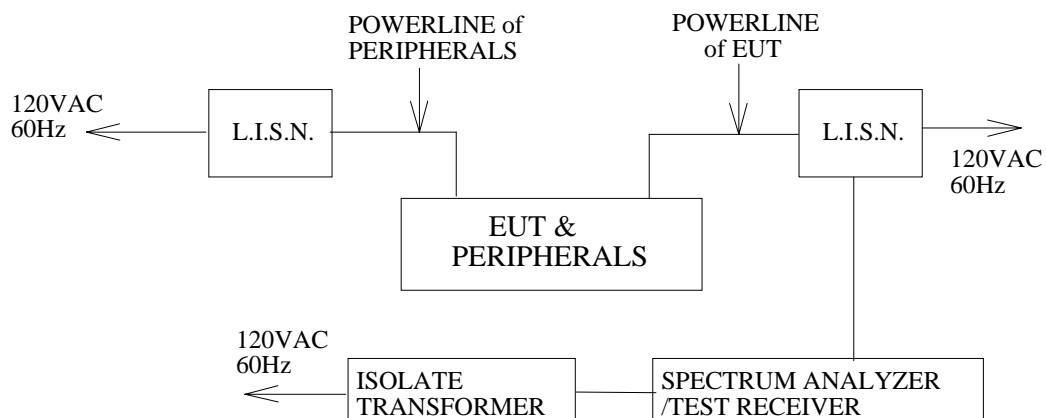 POWERLINE of
PERIPHERALS
POWERLINE
of EUT
120VAC
60Hz
L.I.S.N.
L.I.S.N.
120VAC
60Hz
EUT &
PERIPHERALS
120VAC
60Hz
ISOLATE
TRANSFORMER
SPECTRUM ANALYZER
/TEST RECEIVER